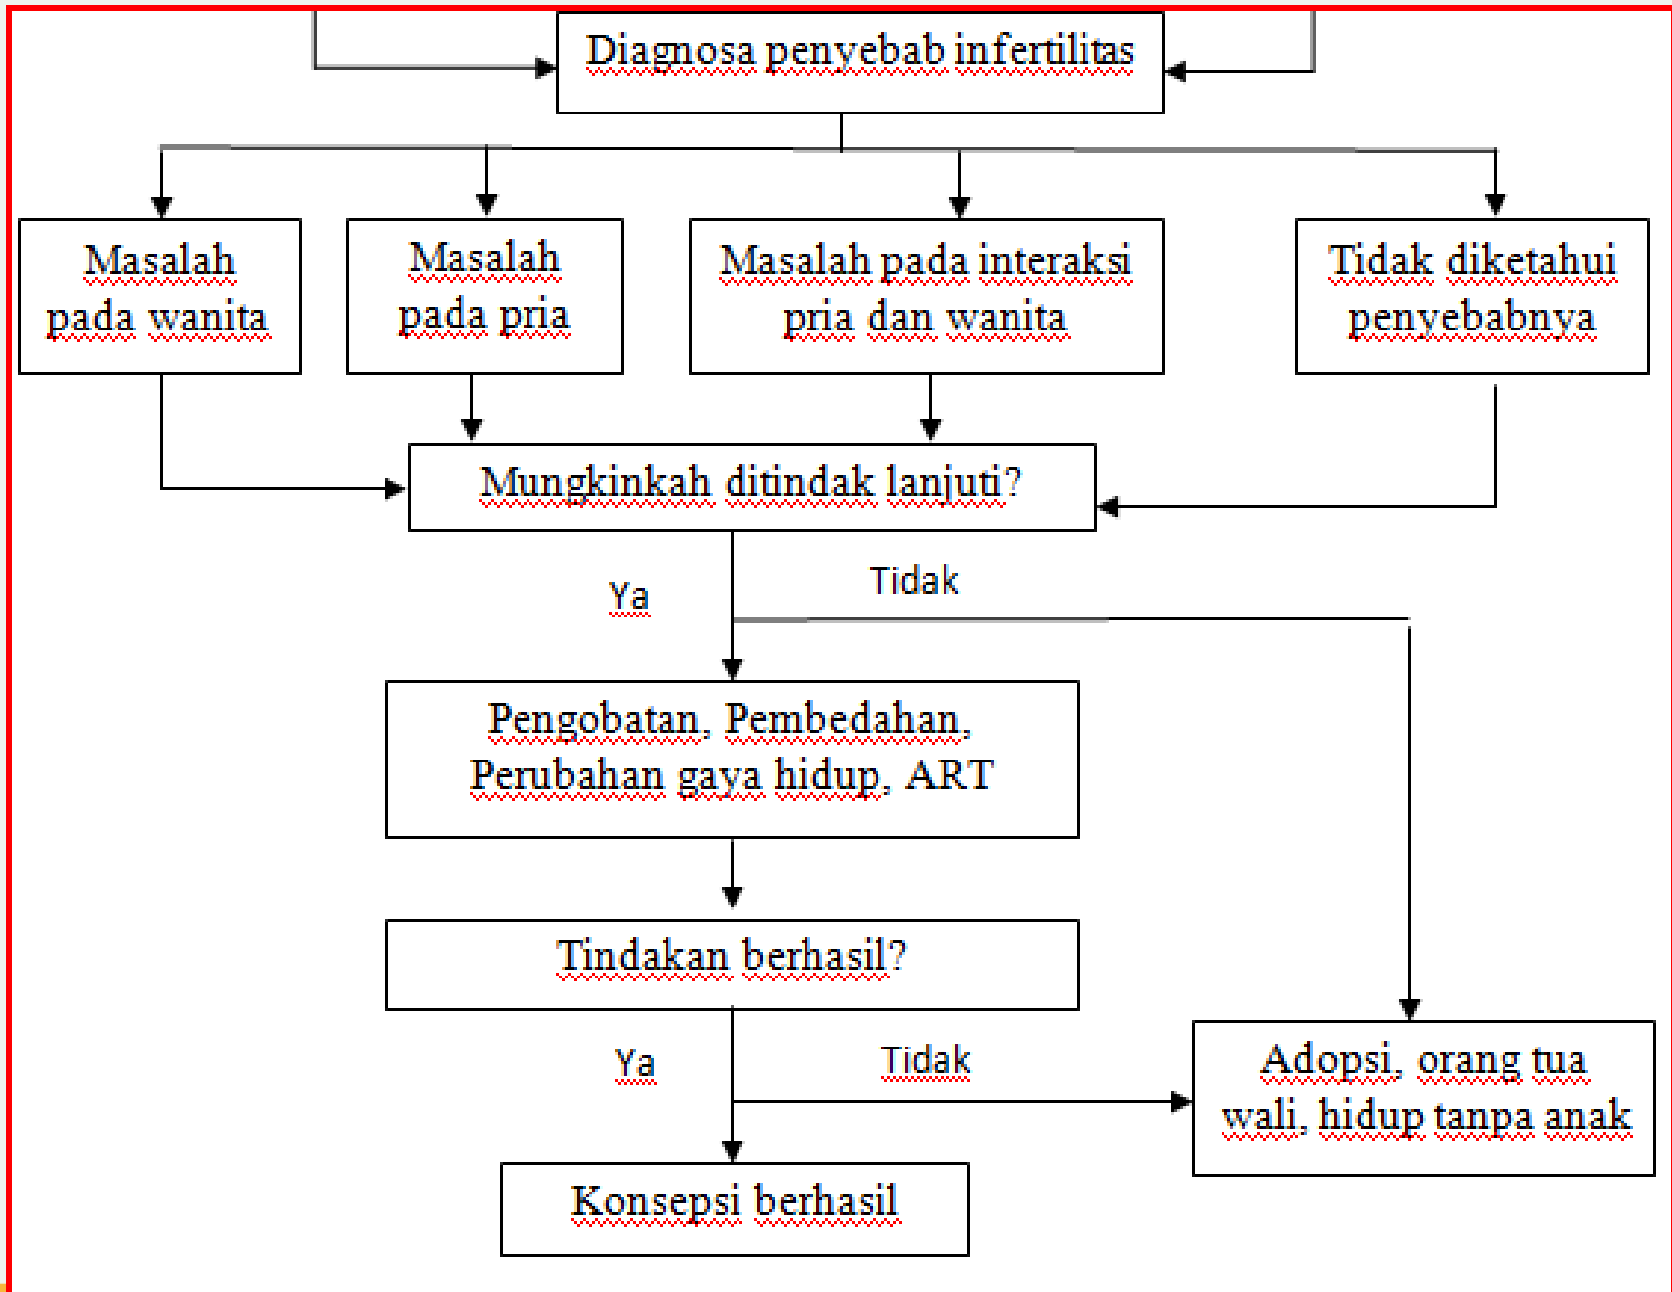 Diagnosa penyebab infertilitas
Masalah
pada wanita
Masalah
pada pria
Masalah pada interaksi
pria dan wanita
Tidak diketahui
penyebabnya
Mungkinkah ditindak lanjuti?
Ya
Tidak
Pengobatan, Pembedahan,
Perubahan gaya hidup, ART
Tindakan berhasil?
Ya
Tidak
Adopsi, orang tua
wali, hidup tanpa anak
Konsepsi berhasil